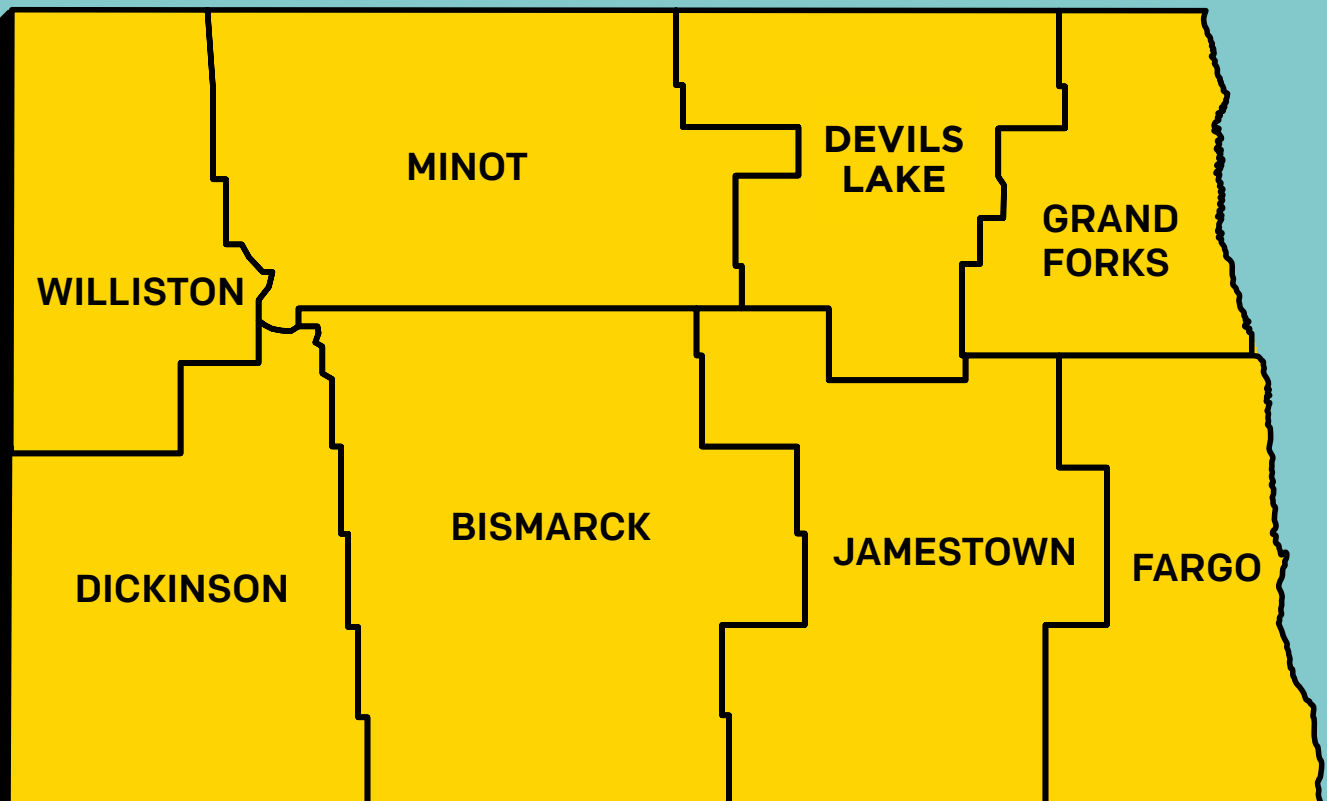 MINOT
DEVILS
LAKE
GRAND
FORKS
WILLISTON
BISMARCK
JAMESTOWN
FARGO
DICKINSON